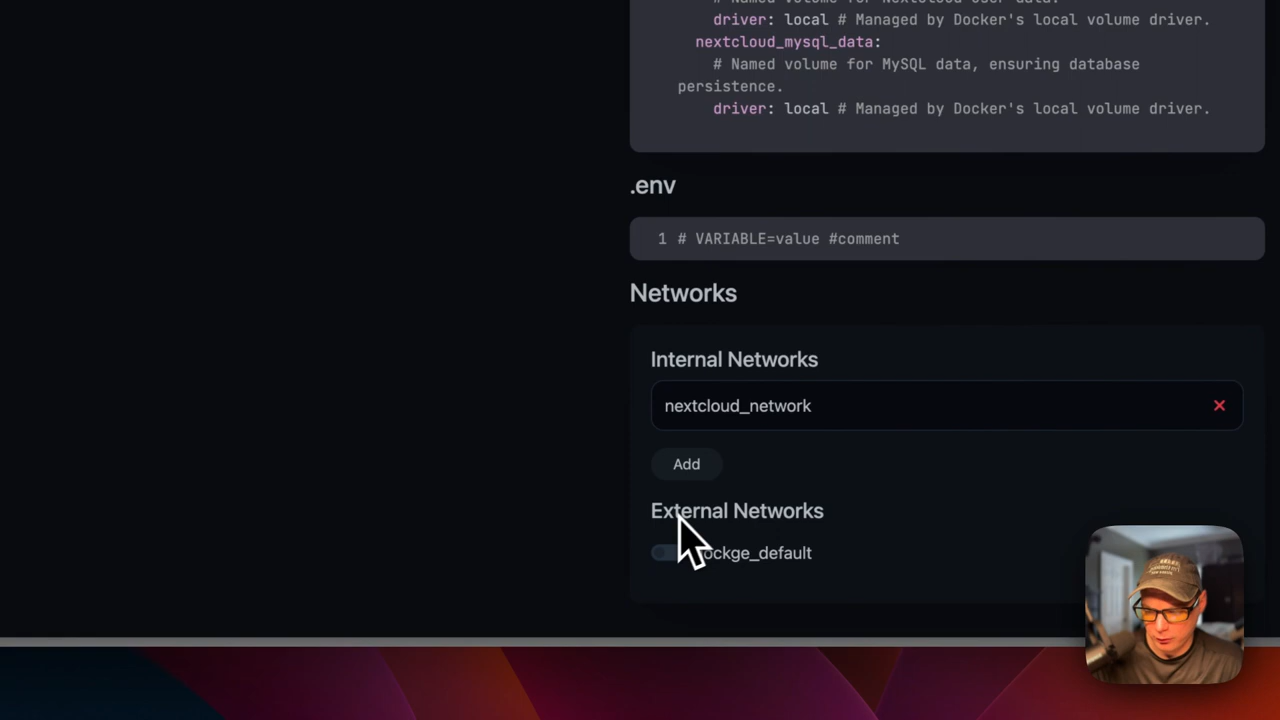 driver: local # Managed by Docker's local volume driver.
nextcloud_mysql_data:
# Named volume for MySQL data, ensuring database
persistence.
driver: local # Managed by Docker's local volume driver.
.env
1 # VARIABLE=value #comment
Networks
Internal Networks
nextcloud_network
Add
External Networks
ockge_default